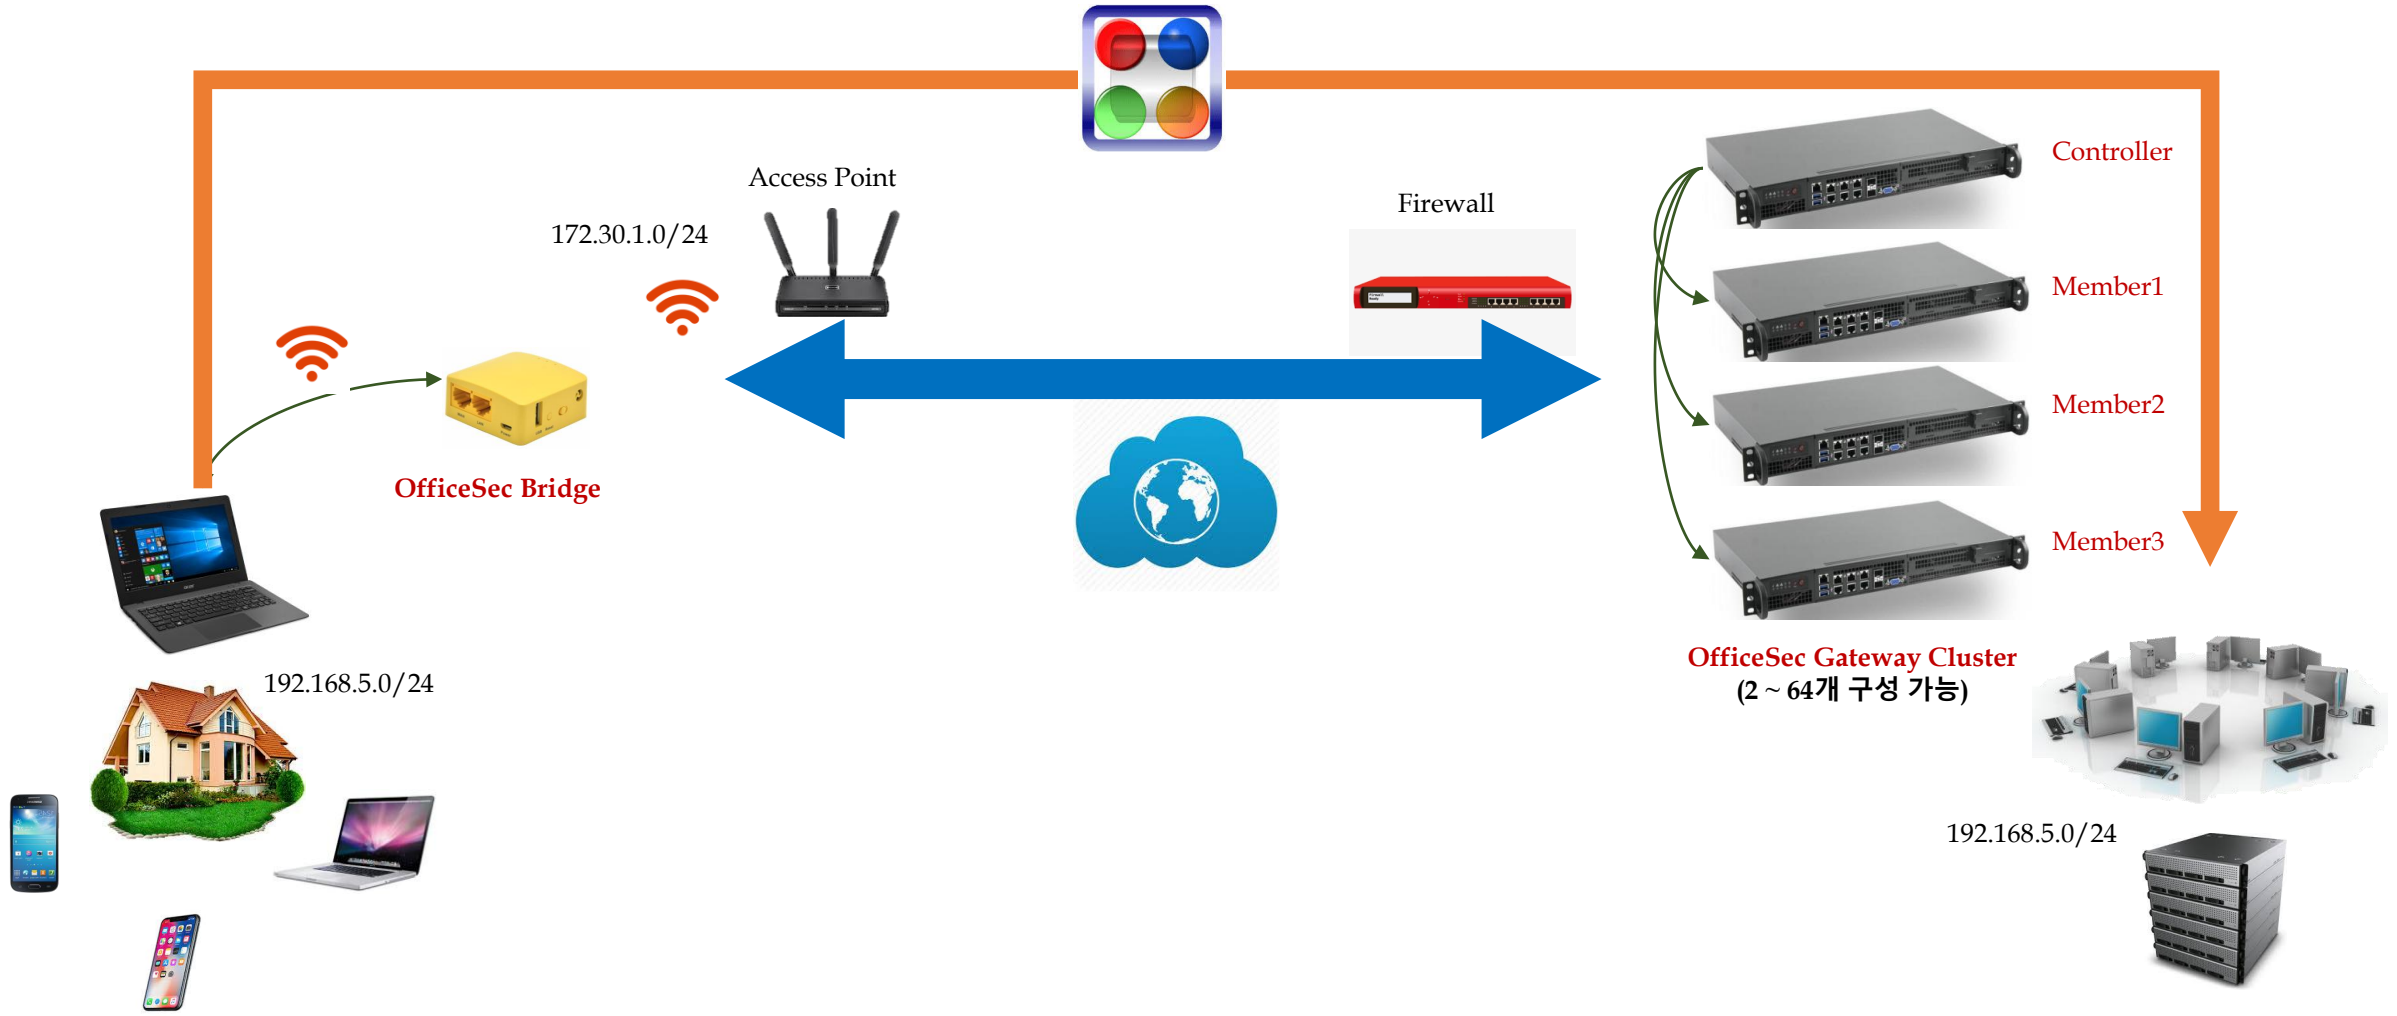 Access Point
172.30.1.0/24
Firewall
Controller
Member1
Member2
Member3
OfficeSec Bridge
192.168.5.0/24
OfficeSec Gateway Cluster
(2 ~ 64개 구성 가능)
192.168.5.0/24